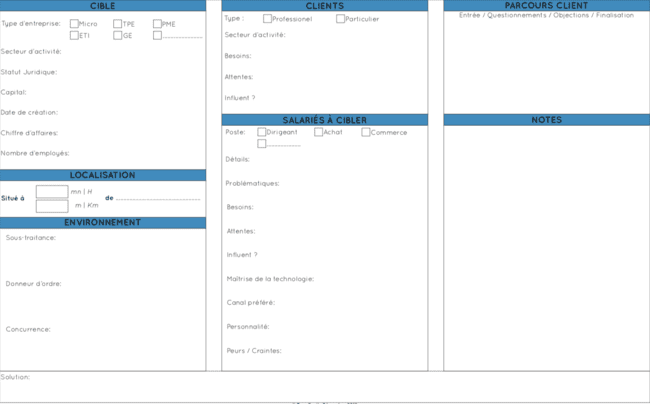 CIBLE
Type d'entreprise: Micro TPE PME
ETI GE ....................
Secteur d'activité:
Statut Juridique:
Capital:
Date de création:
Chiffre d'affaires:
Nombre d'employés:
LOCALISATION
Situé à mn | H
m | Km
de ........................................
ENVIRONNEMENT
Sous-traitance:
Donneur d'ordre:
Concurrence:
CLIENTS
Type : Professionel Particulier
Secteur d'activité:
Besoins:
Attentes:
Influent ?
SALARIÉS À CIBLER
Poste: Dirigeant Achat Commerce
................
Détails:
Problématiques:
Besoins:
Attentes:
Influent ?
Maîtrise de la technologie:
Canal préféré:
Personnalité:
Peurs / Craintes:
PARCOURS CLIENT
Entrée / Questionnements / Objections / Finalisation
NOTES
Solution: